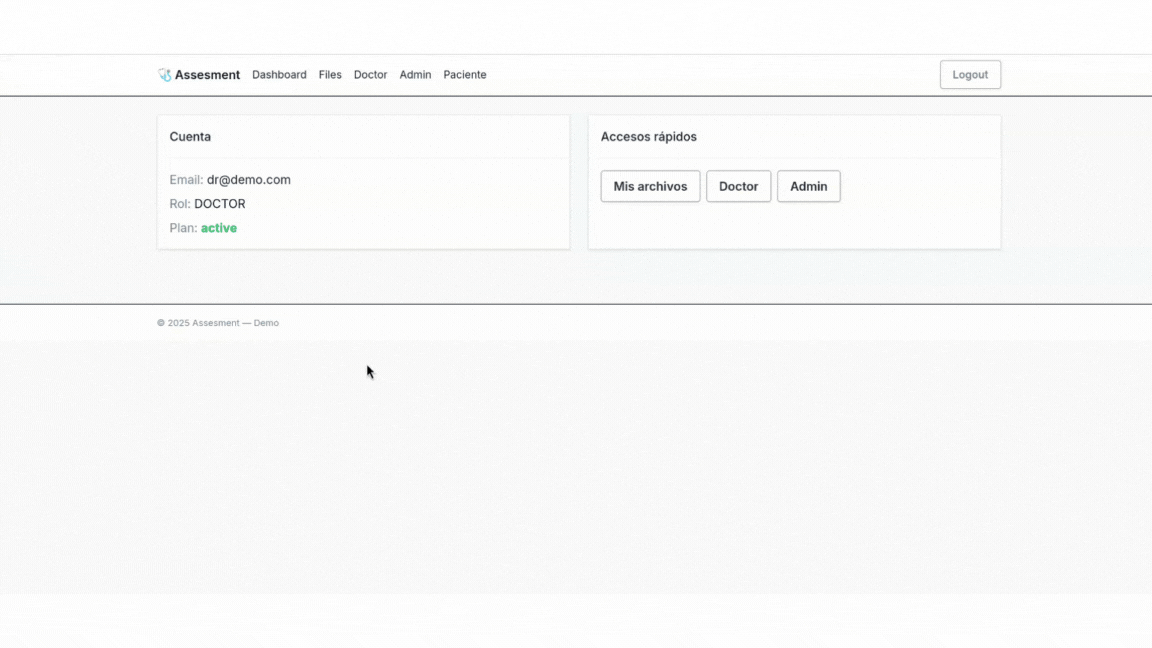 Assesment Dashboard Files Doctor Admin Paciente Logout
Cuenta
Email: dr@demo.com
Rol: DOCTOR
Plan: active
Accesos rápidos
Mis archivos Doctor Admin
© 2025 Assesment — Demo